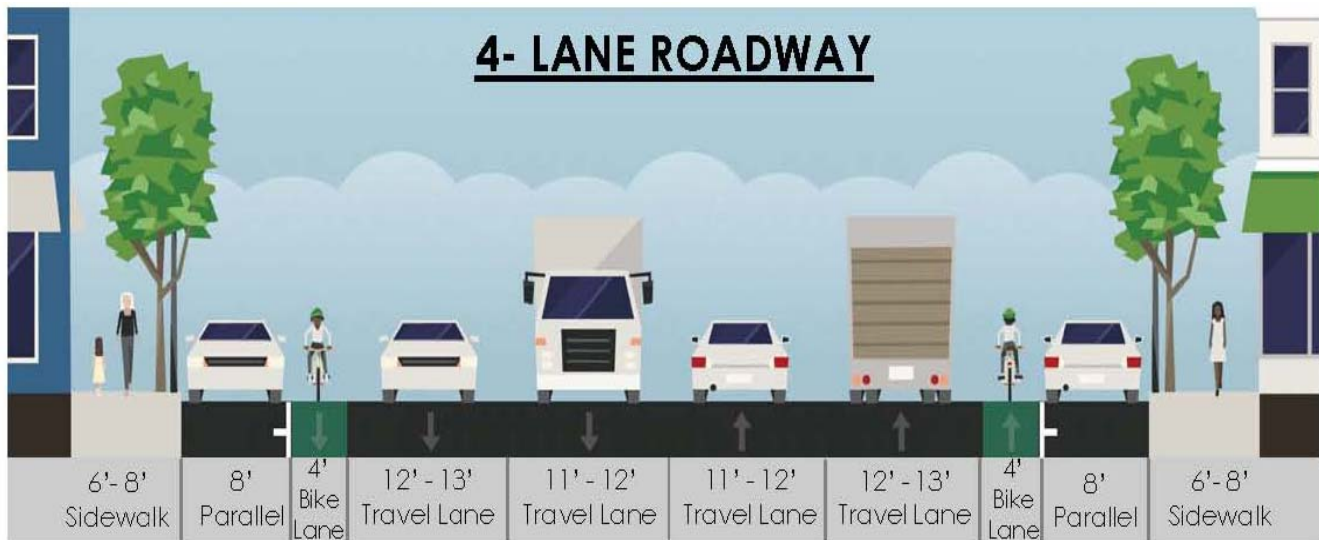 4- LANE ROADWAY
6'- 8'
Sidewalk
8'
Parallel
4'
Bike
Lane
12' - 13'
Travel Lane
11' - 12'
Travel Lane
11' - 12'
Travel Lane
12' - 13'
Travel Lane
4'
Bike
Lane
8'
Parallel
6'- 8'
Sidewalk